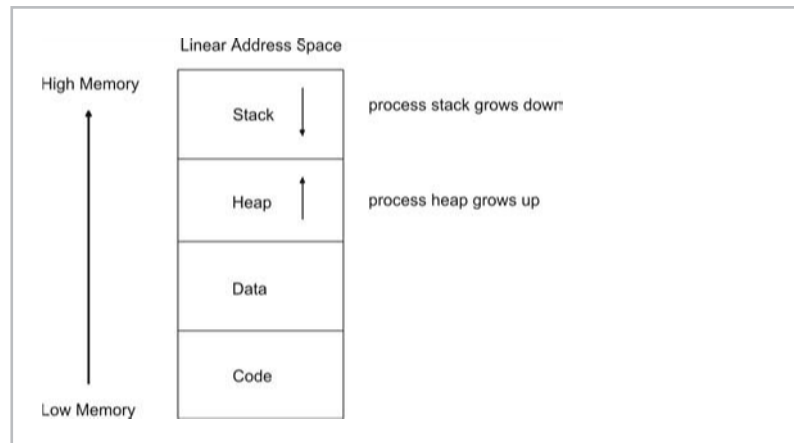 Linear Address Space
High Memory
Stack
process stack grows down
Heap
process heap grows up
Data
Code
Low Memory